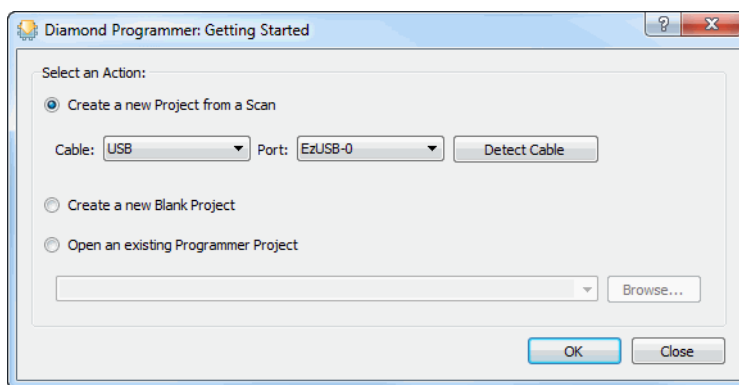 Diamond Programmer: Getting Started
Select an Action:
Create a new Project from a Scan
Cable: USB Port: EzUSB-0 Detect Cable
Create a new Blank Project
Open an existing Programmer Project
Browse...
OK Close